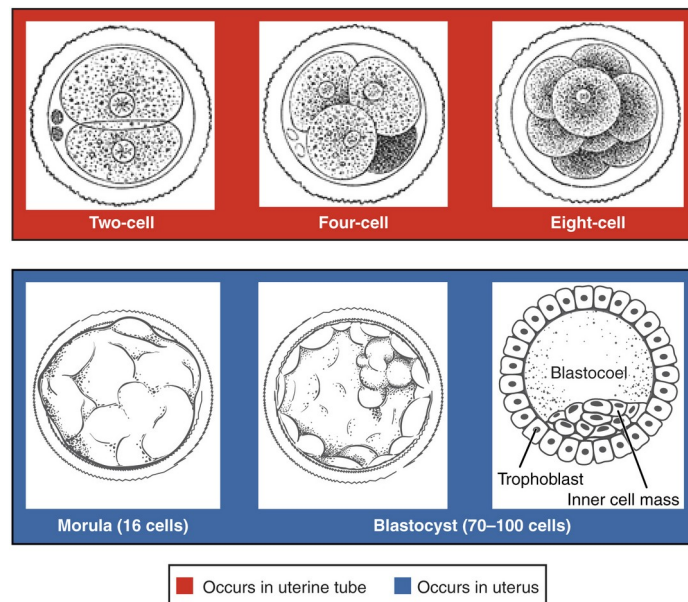 Two-cell
Four-cell
Eight-cell
Blastocoel
Trophoblast
Inner cell mass
Morula (16 cells)
Blastocyst (70–100 cells)
Occurs in uterine tube
Occurs in uterus